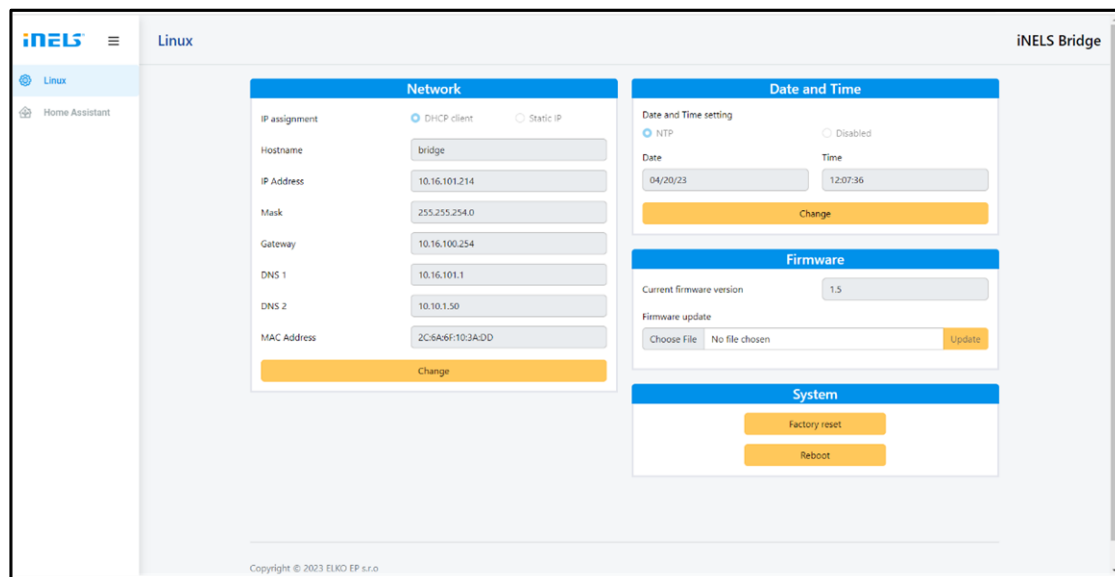 iNELS
Linux
iNELS Bridge
Linux
Home Assistant
Network
IP assignment
DHCP client
Static IP
Hostname
bridge
IP Address
10.16.101.214
Mask
255.255.254.0
Gateway
10.16.100.254
DNS 1
10.16.101.1
DNS 2
10.10.1.50
MAC Address
2C:6A:6F:10:3A:DD
Change
Date and Time
Date and Time setting
NTP
Disabled
Date
Time
04/20/23
12:07:36
Change
Firmware
Current firmware version
1.5
Firmware update
Choose File
No file chosen
Update
System
Factory reset
Reboot
Copyright © 2023 ELKO EP s.r.o